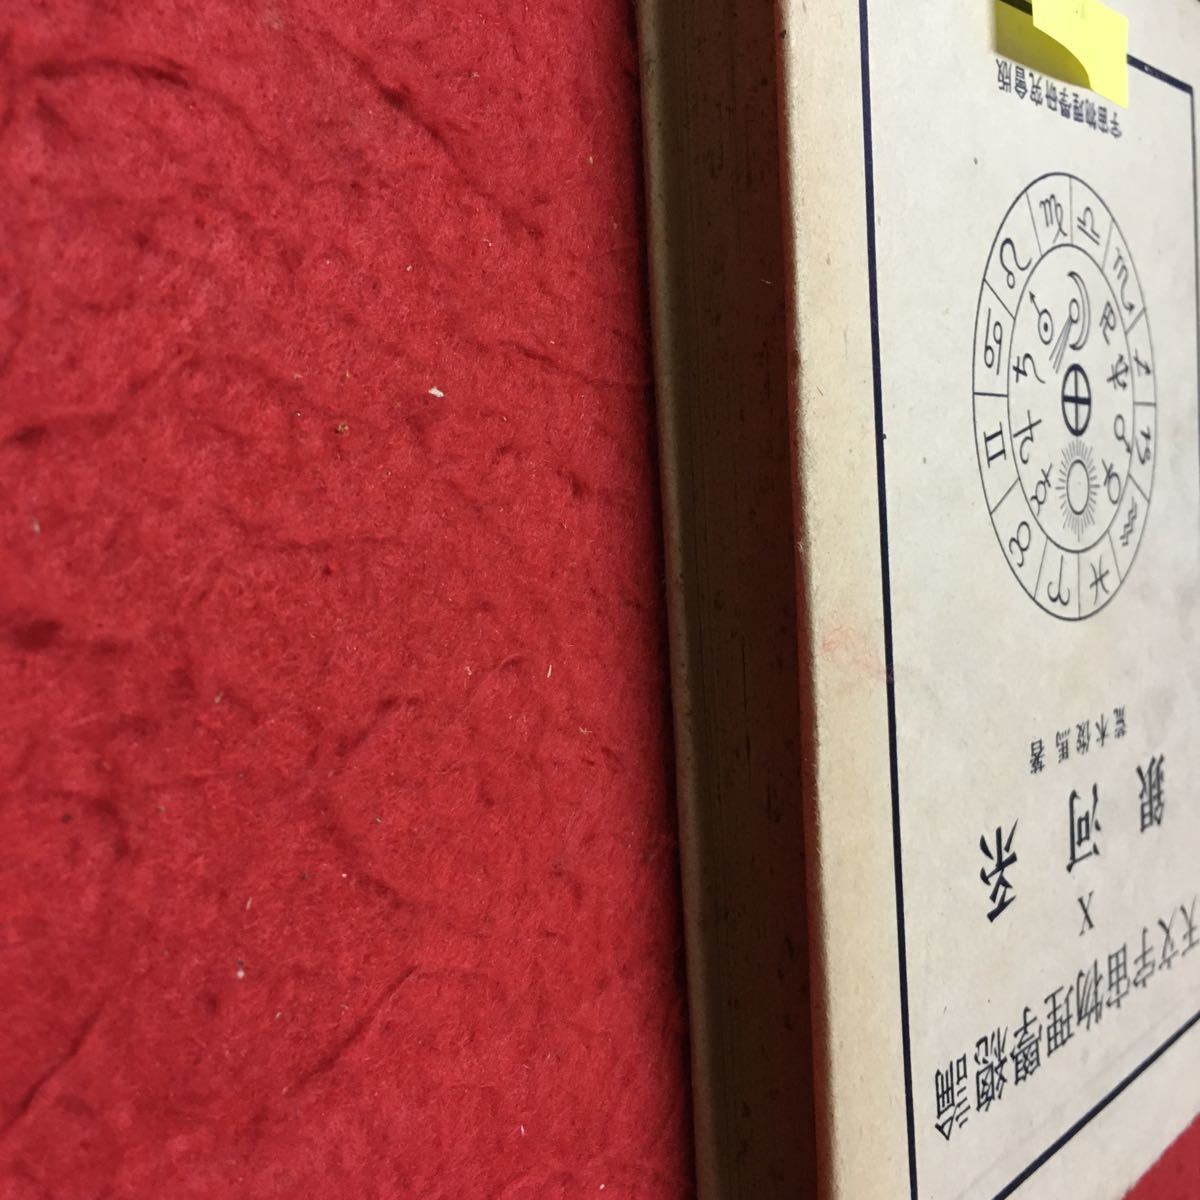 天文宇宙物理學總論
X
銀河系
荒木俊馬著
宇宙物理學研究會版